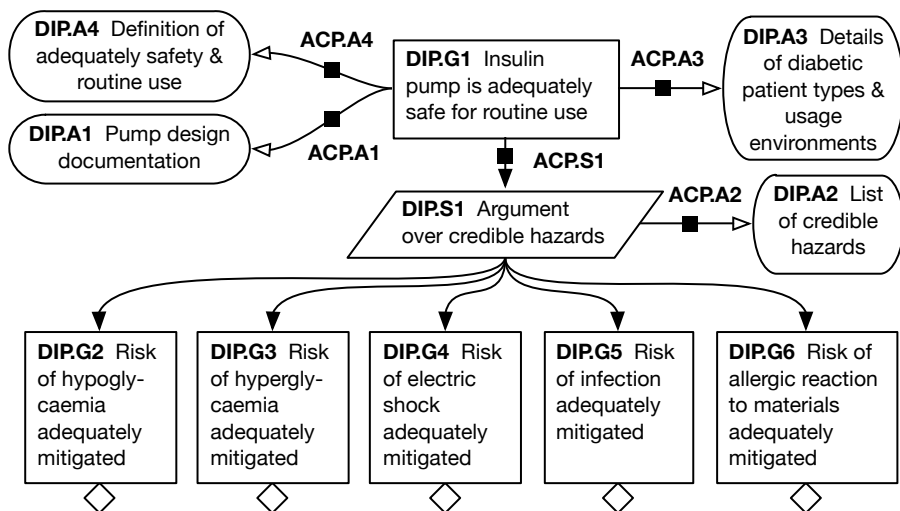 DIP.A4 Definition of
adequately safety &
routine use
ACP.A4
DIP.G1 Insulin
pump is adequately
safe for routine use
ACP.A3
DIP.A3 Details
of diabetic
patient types &
usage environments
DIP.A1 Pump design
documentation
ACP.A1
ACP.S1
DIP.S1 Argument
over credible hazards
ACP.A2
DIP.A2 List
of credible
hazards
DIP.G2 Risk
of hypogly-
caemia
adequately
mitigated
DIP.G3 Risk
of hypergly-
caemia
adequately
mitigated
DIP.G4 Risk
of electric
shock
adequately
mitigated
DIP.G5 Risk
of infection
adequately
mitigated
DIP.G6 Risk of
allergic reaction
to materials
adequately
mitigated